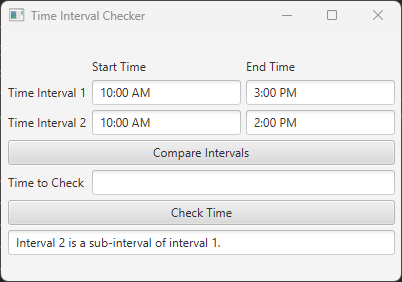 Time Interval Checker
Start Time End Time
Time Interval 1 10:00 AM 3:00 PM
Time Interval 2 10:00 AM 2:00 PM
Compare Intervals
Time to Check
Check Time
Interval 2 is a sub-interval of interval 1.